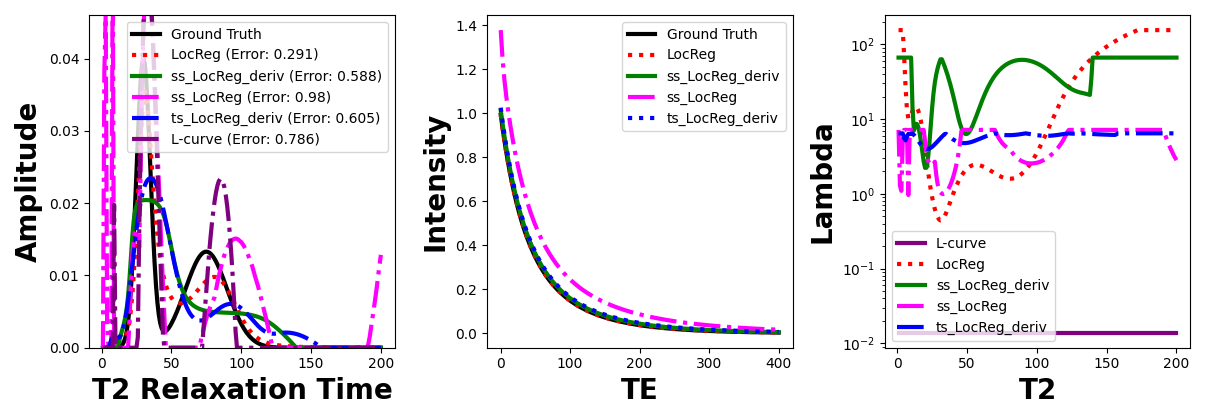 Amplitude
0.04
0.03
0.02
0.01
0.00
Ground Truth
LocReg (Error: 0.291)
ss_LocReg_deriv (Error: 0.588)
ss_LocReg (Error: 0.98)
ts_LocReg_deriv (Error: 0.605)
L-curve (Error: 0.786)
0 50 100 150 200
T2 Relaxation Time
Intensity
1.4
1.2
1.0
0.8
0.6
0.4
0.2
0.0
Ground Truth
LocReg
ss_LocReg_deriv
ss_LocReg
ts_LocReg_deriv
0 100 200 300 400
TE
Lambda
10²
10¹
10⁰
10⁻¹
10⁻²
L-curve
LocReg
ss_LocReg_deriv
ss_LocReg
ts_LocReg_deriv
0 50 100 150 200
T2